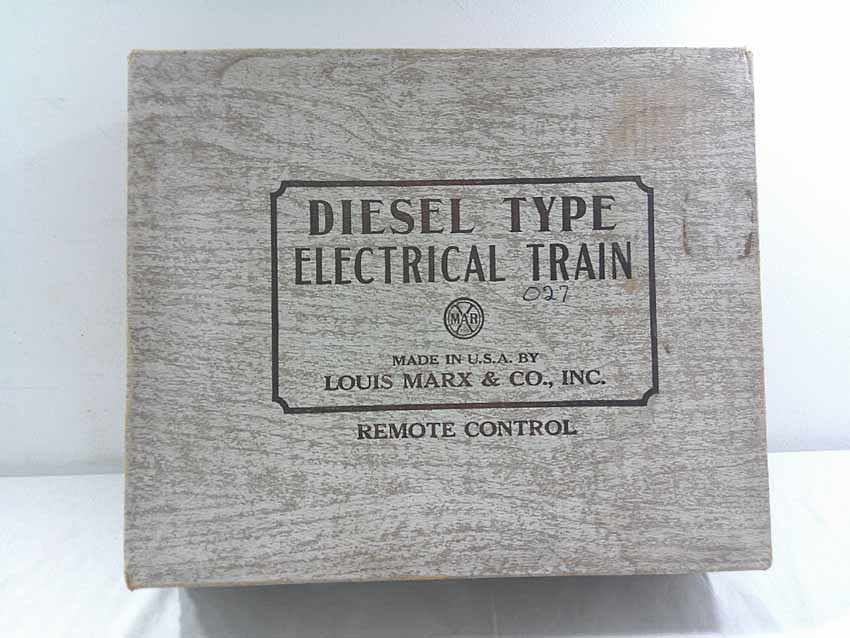 DIESEL TYPE
ELECTRICAL TRAIN
027
MAR
MADE IN U.S.A. BY
LOUIS MARX & CO., INC.
REMOTE CONTROL